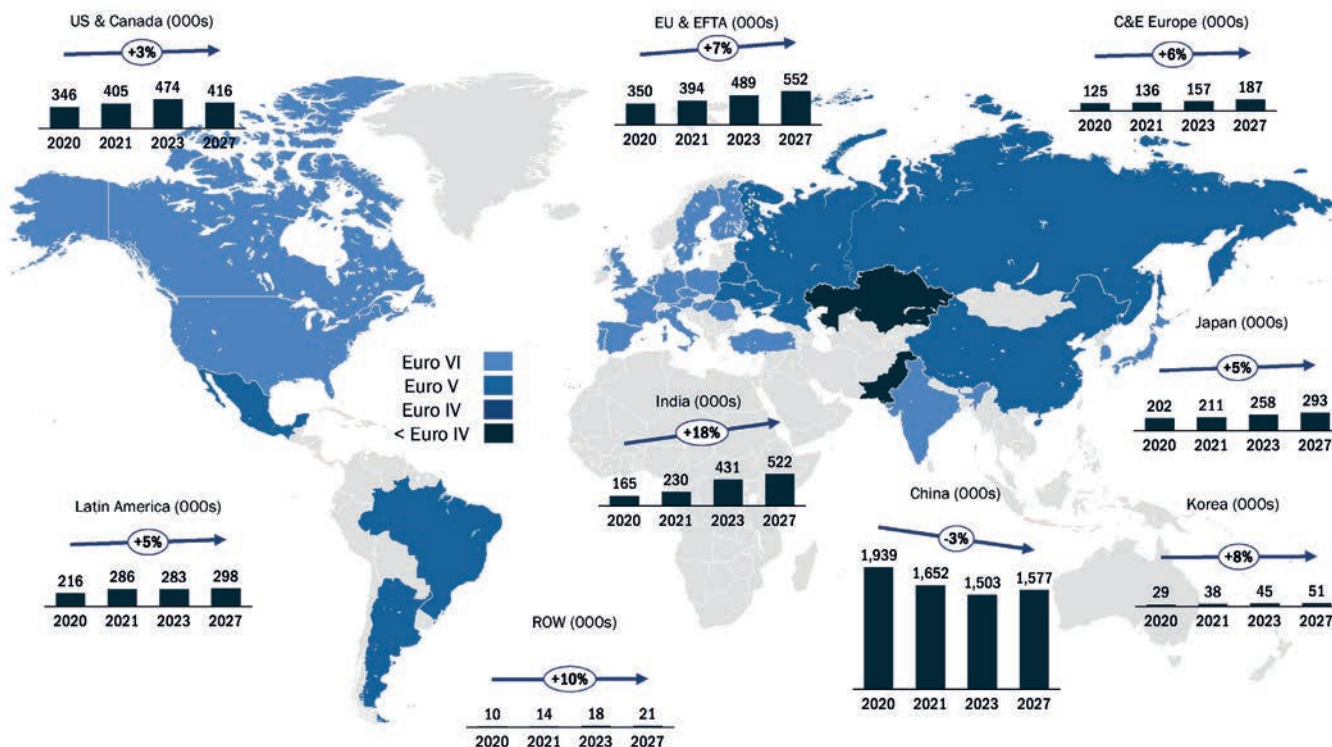 US & Canada (000s)
+3%
346 405 474 416
2020 2021 2023 2027
EU & EFTA (000s)
+7%
350 394 489 552
2020 2021 2023 2027
C&E Europe (000s)
+6%
125 136 157 187
2020 2021 2023 2027
Euro VI
Euro V
Euro IV
< Euro IV
India (000s)
+18%
165 230 431 522
2020 2021 2023 2027
Japan (000s)
+5%
202 211 258 293
2020 2021 2023 2027
Latin America (000s)
+5%
216 286 283 298
2020 2021 2023 2027
ROW (000s)
+10%
10 14 18 21
2020 2021 2023 2027
China (000s)
-3%
1,939 1,652 1,503 1,577
2020 2021 2023 2027
Korea (000s)
+8%
29 38 45 51
2020 2021 2023 2027